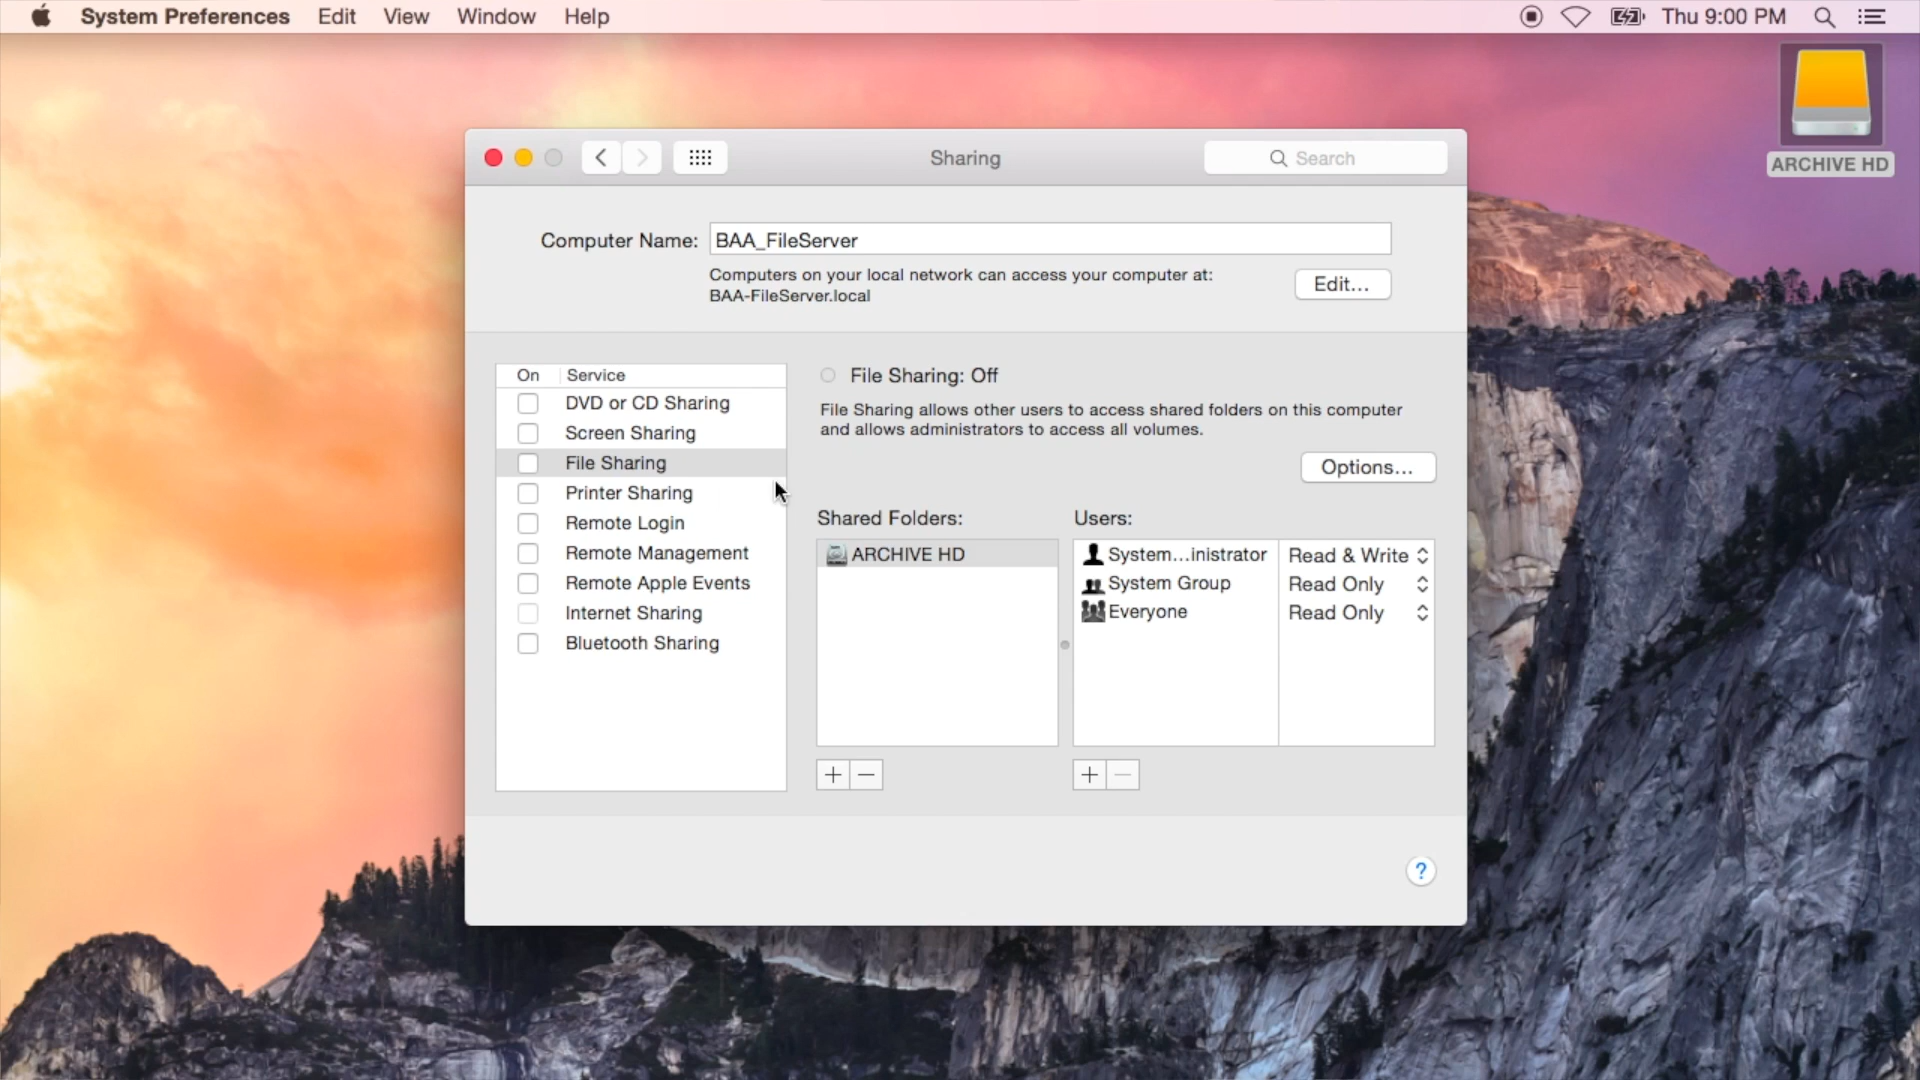 System Preferences Edit View Window Help Thu 9:00 PM
ARCHIVE HD
Sharing
Search
Computer Name: BAA_FileServer
Computers on your local network can access your computer at:
BAA-FileServer.local
Edit...
On Service
DVD or CD Sharing
Screen Sharing
File Sharing
Printer Sharing
Remote Login
Remote Management
Remote Apple Events
Internet Sharing
Bluetooth Sharing
File Sharing: Off
File Sharing allows other users to access shared folders on this computer
and allows administrators to access all volumes.
Options...
Shared Folders:
ARCHIVE HD
Users:
System...inistrator Read & Write
System Group Read Only
Everyone Read Only
+ −
+ −
?